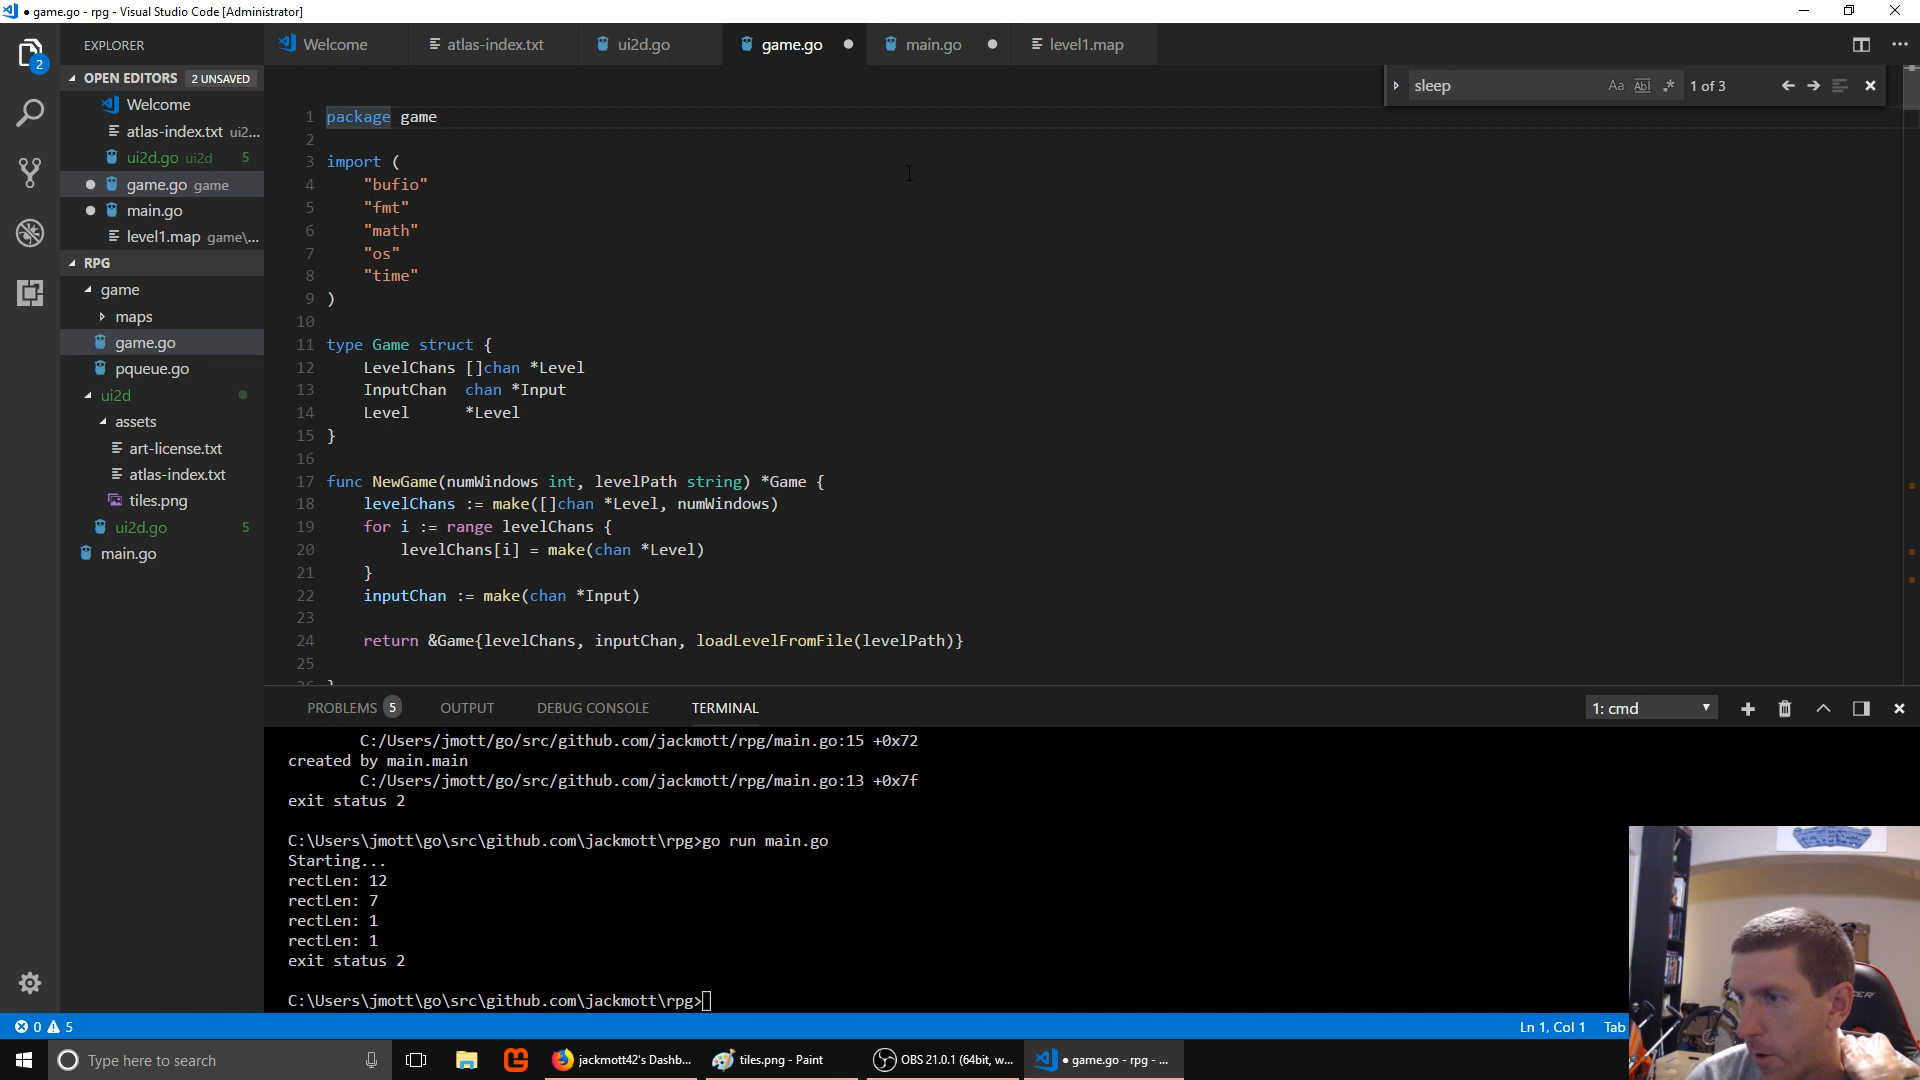 ● game.go - rpg - Visual Studio Code [Administrator]
EXPLORER
Welcome
atlas-index.txt
ui2d.go
game.go ●
main.go ●
level1.map
OPEN EDITORS 2 UNSAVED
Welcome
atlas-index.txt ui2...
ui2d.go ui2d 5
game.go game
main.go
level1.map game\...
RPG
game
maps
game.go
pqueue.go
ui2d
assets
art-license.txt
atlas-index.txt
tiles.png
ui2d.go 5
main.go
2
sleep
Aa Abl .* 1 of 3
1 package game
2
3 import (
4 "bufio"
5 "fmt"
6 "math"
7 "os"
8 "time"
9 )
10
11 type Game struct {
12 LevelChans []chan *Level
13 InputChan chan *Input
14 Level *Level
15 }
16
17 func NewGame(numWindows int, levelPath string) *Game {
18 levelChans := make([]chan *Level, numWindows)
19 for i := range levelChans {
20 levelChans[i] = make(chan *Level)
21 }
22 inputChan := make(chan *Input)
23
24 return &Game{levelChans, inputChan, loadLevelFromFile(levelPath)}
25
26 }
PROBLEMS 5 OUTPUT DEBUG CONSOLE TERMINAL
1: cmd
C:/Users/jmott/go/src/github.com/jackmott/rpg/main.go:15 +0x72
created by main.main
C:/Users/jmott/go/src/github.com/jackmott/rpg/main.go:13 +0x7f
exit status 2
C:\Users\jmott\go\src\github.com\jackmott\rpg>go run main.go
Starting...
rectLen: 12
rectLen: 7
rectLen: 1
rectLen: 1
exit status 2
C:\Users\jmott\go\src\github.com\jackmott\rpg>
0 5
Ln 1, Col 1 Tab
Type here to search
jackmott42's Dashb...
tiles.png - Paint
OBS 21.0.1 (64bit, w...
● game.go - rpg - ...